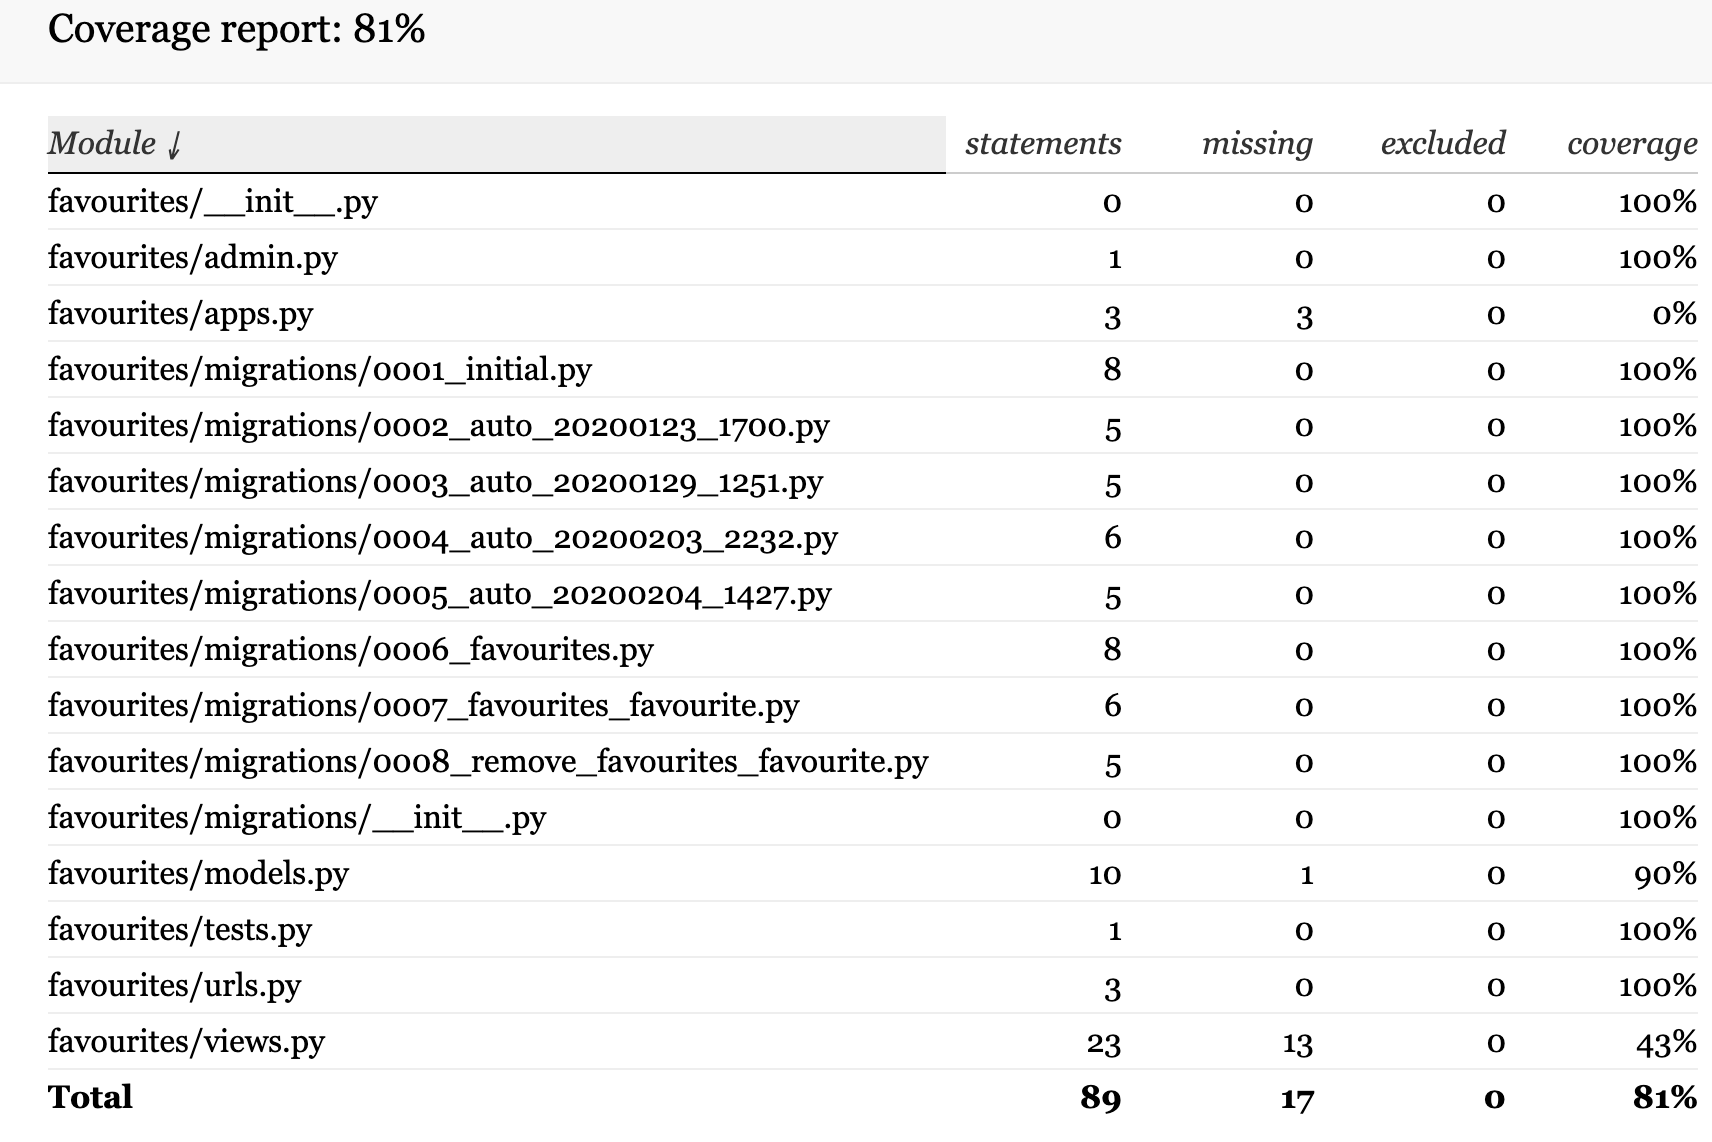 Coverage report: 81%
Module ↓ statements missing excluded coverage
favourites/__init__.py 0 0 0 100%
favourites/admin.py 1 0 0 100%
favourites/apps.py 3 3 0 0%
favourites/migrations/0001_initial.py 8 0 0 100%
favourites/migrations/0002_auto_20200123_1700.py 5 0 0 100%
favourites/migrations/0003_auto_20200129_1251.py 5 0 0 100%
favourites/migrations/0004_auto_20200203_2232.py 6 0 0 100%
favourites/migrations/0005_auto_20200204_1427.py 5 0 0 100%
favourites/migrations/0006_favourites.py 8 0 0 100%
favourites/migrations/0007_favourites_favourite.py 6 0 0 100%
favourites/migrations/0008_remove_favourites_favourite.py 5 0 0 100%
favourites/migrations/__init__.py 0 0 0 100%
favourites/models.py 10 1 0 90%
favourites/tests.py 1 0 0 100%
favourites/urls.py 3 0 0 100%
favourites/views.py 23 13 0 43%
Total 89 17 0 81%